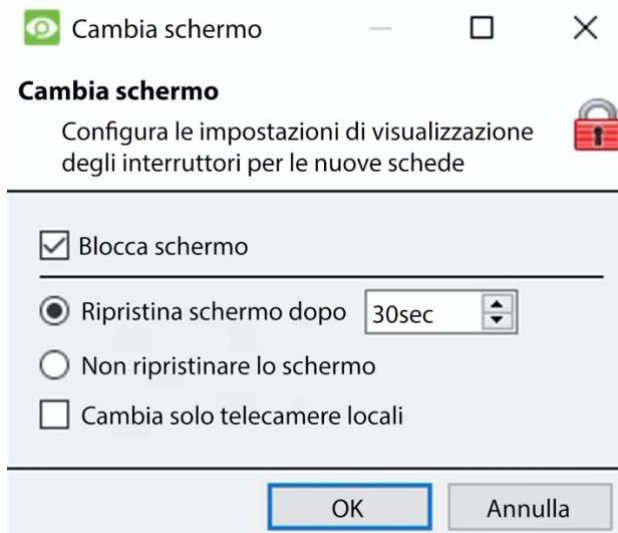 Cambia schermo
Cambia schermo
Configura le impostazioni di visualizzazione
degli interruttori per le nuove schede
Blocca schermo
Ripristina schermo dopo 30sec
Non ripristinare lo schermo
Cambia solo telecamere locali
OK Annulla